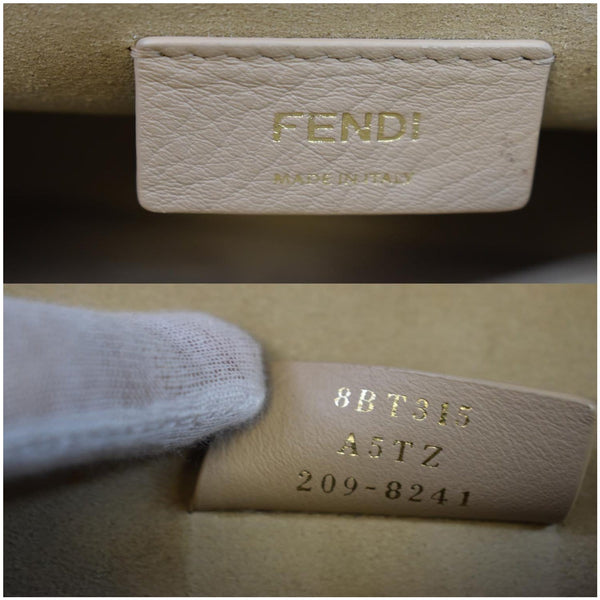 FENDI
MADE IN ITALY
8BT315
A5TZ
209-8241